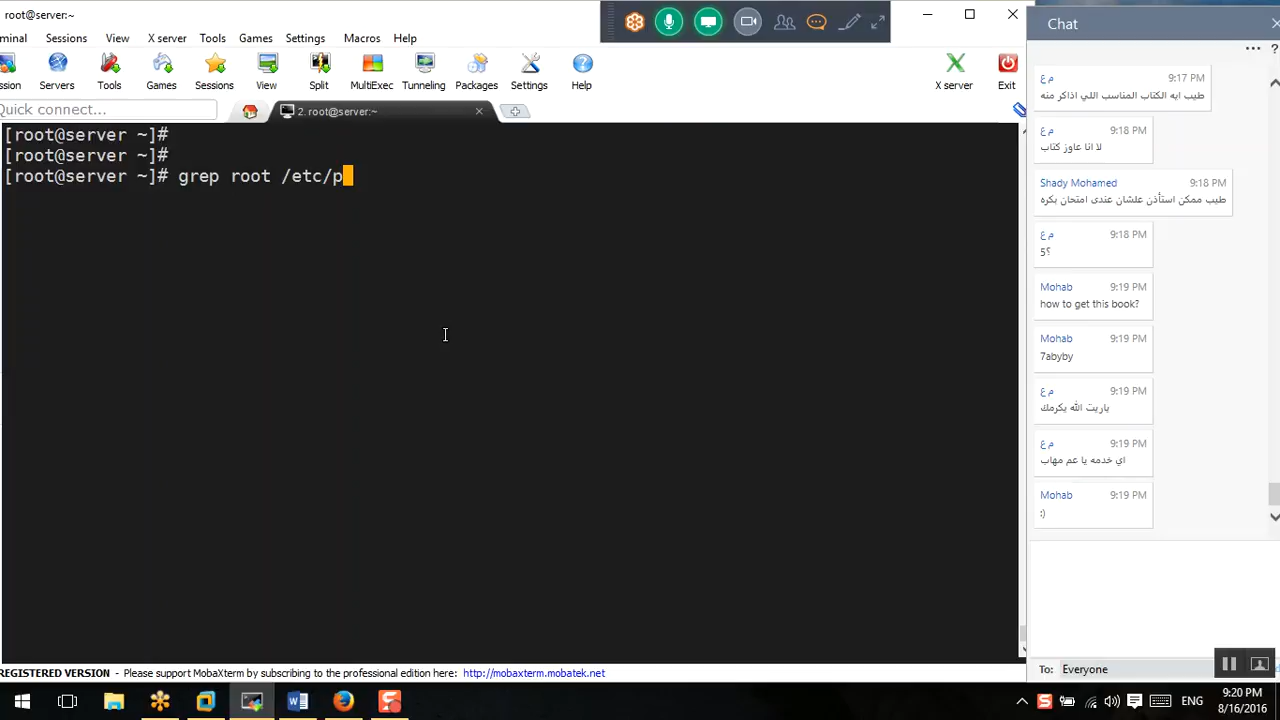 root@server:~
minal Sessions View X server Tools Games Settings Macros Help
ssion Servers Tools Games Sessions View Split MultiExec Tunneling Packages Settings Help X server Exit
Quick connect...
2. root@server:~
[root@server ~]#
[root@server ~]#
[root@server ~]# grep root /etc/p
REGISTERED VERSION - Please support MobaXterm by subscribing to the professional edition here: http://mobaxterm.mobatek.net
Chat
م ع 9:17 PM
طيب ايه الكتاب المناسب اللي اذاكر منه
م ع 9:18 PM
لا انا عاوز كتاب
Shady Mohamed 9:18 PM
طيب ممكن استأذن علشان عندى امتحان بكره
م ع 9:18 PM
؟5
Mohab 9:19 PM
how to get this book?
Mohab 9:19 PM
7abyby
م ع 9:19 PM
ياريت الله يكرمك
م ع 9:19 PM
اي خدمه يا عم مهاب
Mohab 9:19 PM
:)
To: Everyone
ENG
9:20 PM
8/16/2016